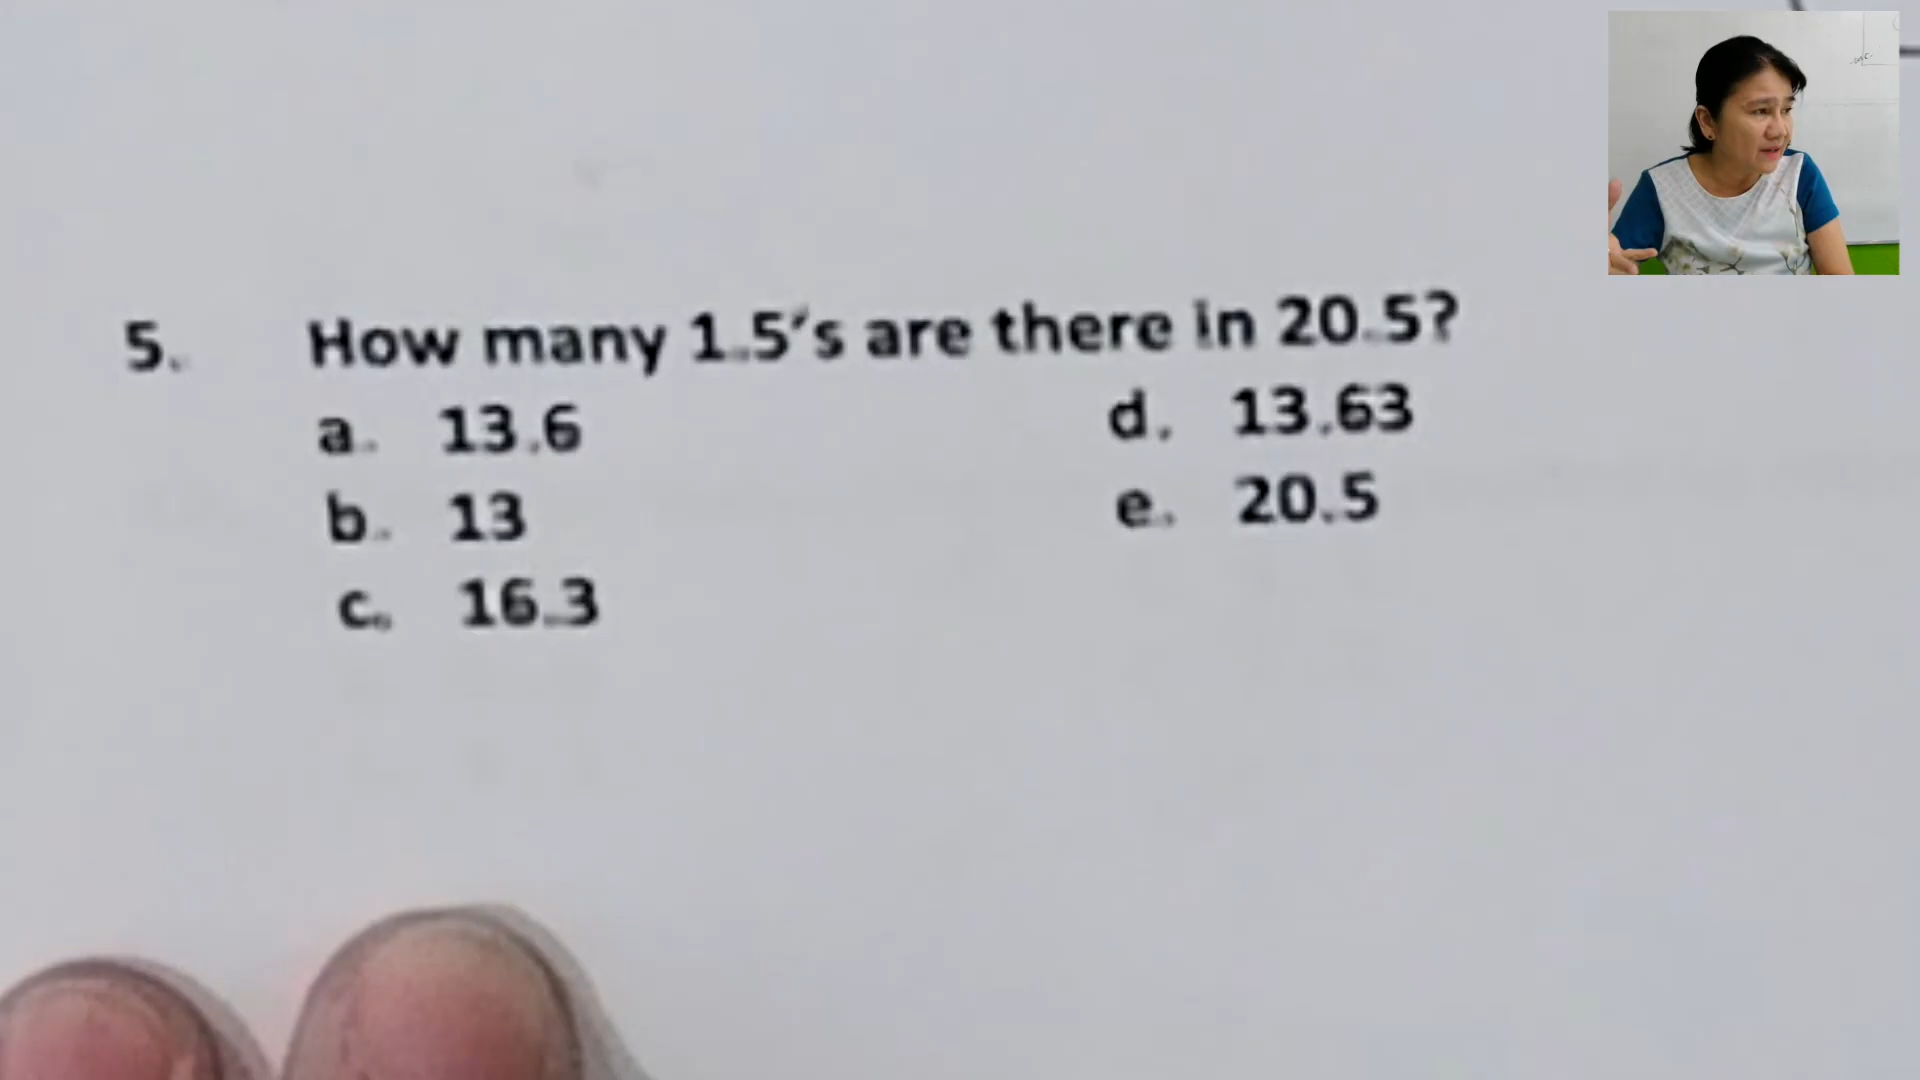 5. How many 1.5's are there in 20.5?
a. 13.6
b. 13
c. 16.3
d. 13.63
e. 20.5